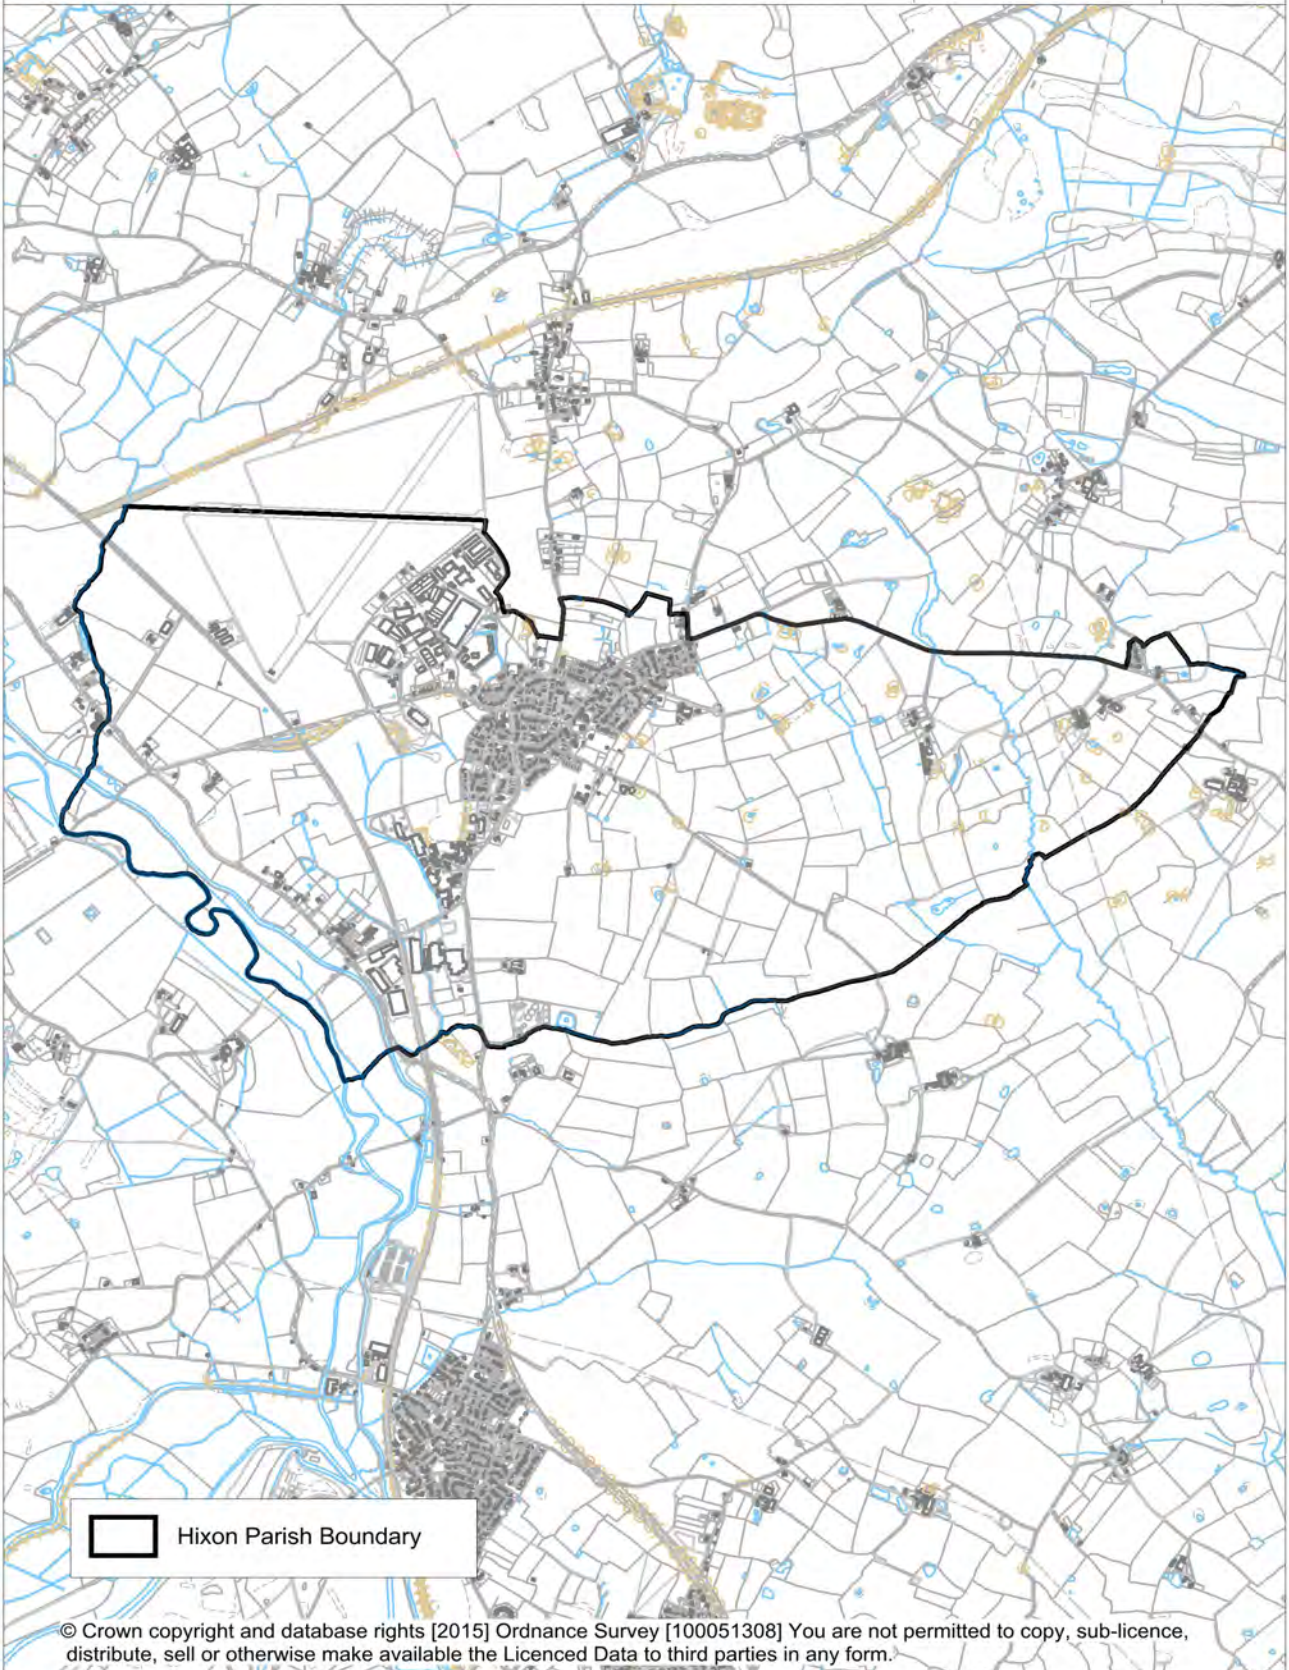 Hixon Parish Boundary
© Crown copyright and database rights [2015] Ordnance Survey [100051308] You are not permitted to copy, sub-licence,
distribute, sell or otherwise make available the Licenced Data to third parties in any form.